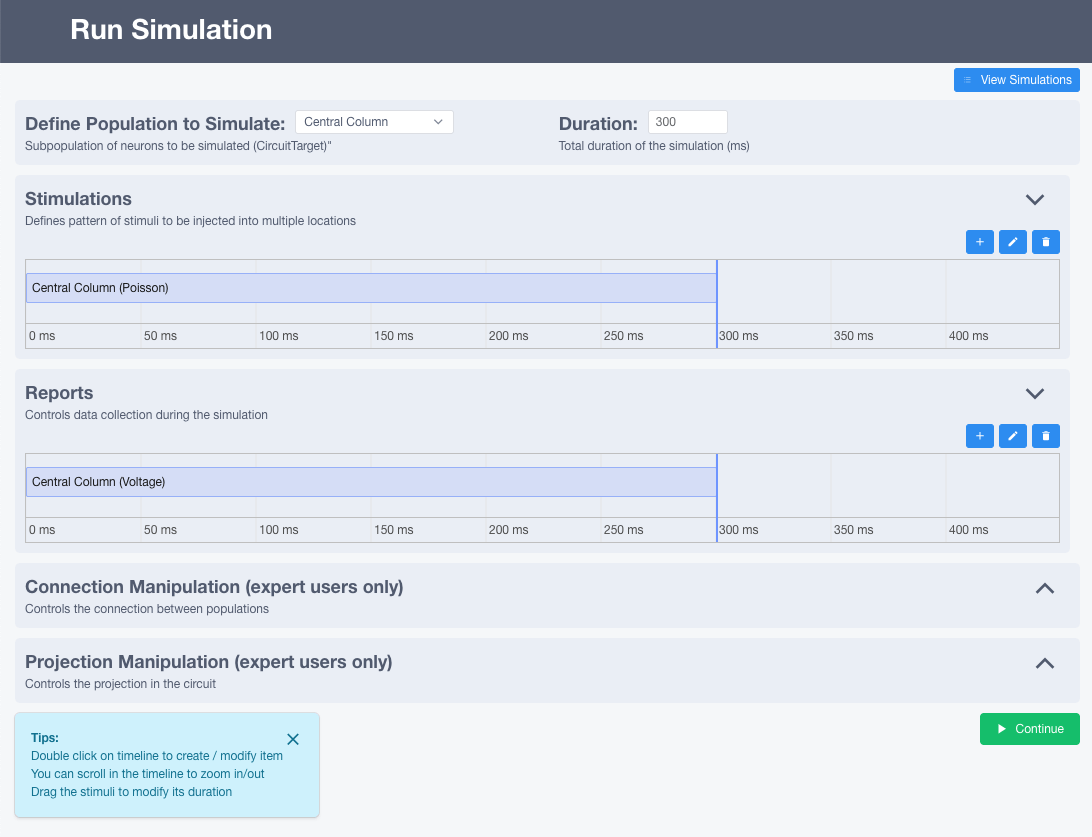 Run Simulation
View Simulations
Define Population to Simulate: Central Column
Subpopulation of neurons to be simulated (CircuitTarget)"
Duration: 300
Total duration of the simulation (ms)
Stimulations
Defines pattern of stimuli to be injected into multiple locations
Central Column (Poisson)
0 ms 50 ms 100 ms 150 ms 200 ms 250 ms 300 ms 350 ms 400 ms
Reports
Controls data collection during the simulation
Central Column (Voltage)
0 ms 50 ms 100 ms 150 ms 200 ms 250 ms 300 ms 350 ms 400 ms
Connection Manipulation (expert users only)
Controls the connection between populations
Projection Manipulation (expert users only)
Controls the projection in the circuit
Tips:
Double click on timeline to create / modify item
You can scroll in the timeline to zoom in/out
Drag the stimuli to modify its duration
Continue